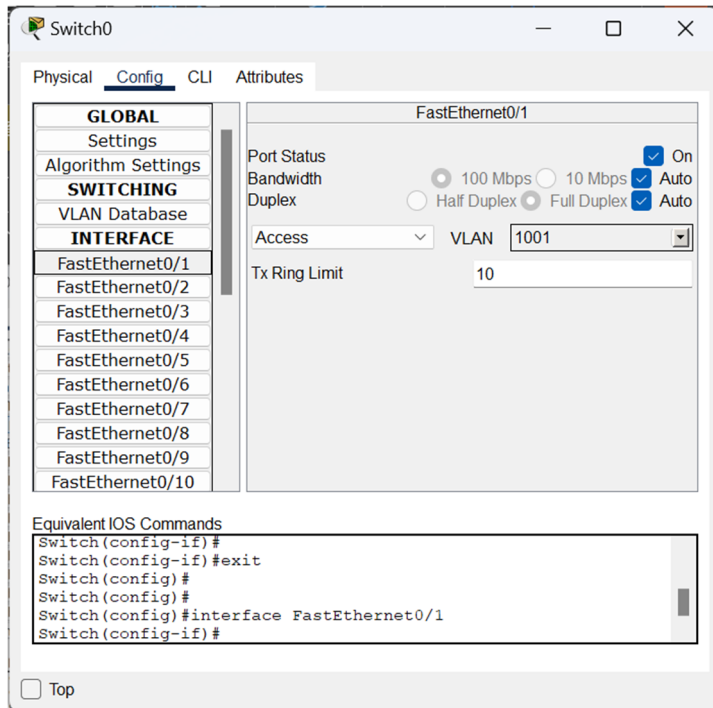 Switch0
Physical Config CLI Attributes
GLOBAL
Settings
Algorithm Settings
SWITCHING
VLAN Database
INTERFACE
FastEthernet0/1
FastEthernet0/2
FastEthernet0/3
FastEthernet0/4
FastEthernet0/5
FastEthernet0/6
FastEthernet0/7
FastEthernet0/8
FastEthernet0/9
FastEthernet0/10
FastEthernet0/1
Port Status On
Bandwidth 100 Mbps 10 Mbps Auto
Duplex Half Duplex Full Duplex Auto
Access VLAN 1001
Tx Ring Limit 10
Equivalent IOS Commands
Switch(config-if)#
Switch(config-if)#exit
Switch(config)#
Switch(config)#
Switch(config)#interface FastEthernet0/1
Switch(config-if)#
Top